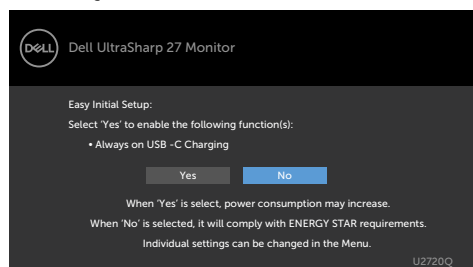 DELL
Dell UltraSharp 27 Monitor
Easy Initial Setup:
Select ‘Yes’ to enable the following function(s):
• Always on USB -C Charging
Yes No
When ‘Yes’ is select, power consumption may increase.
When ‘No’ is selected, it will comply with ENERGY STAR requirements.
Individual settings can be changed in the Menu.
U2720Q